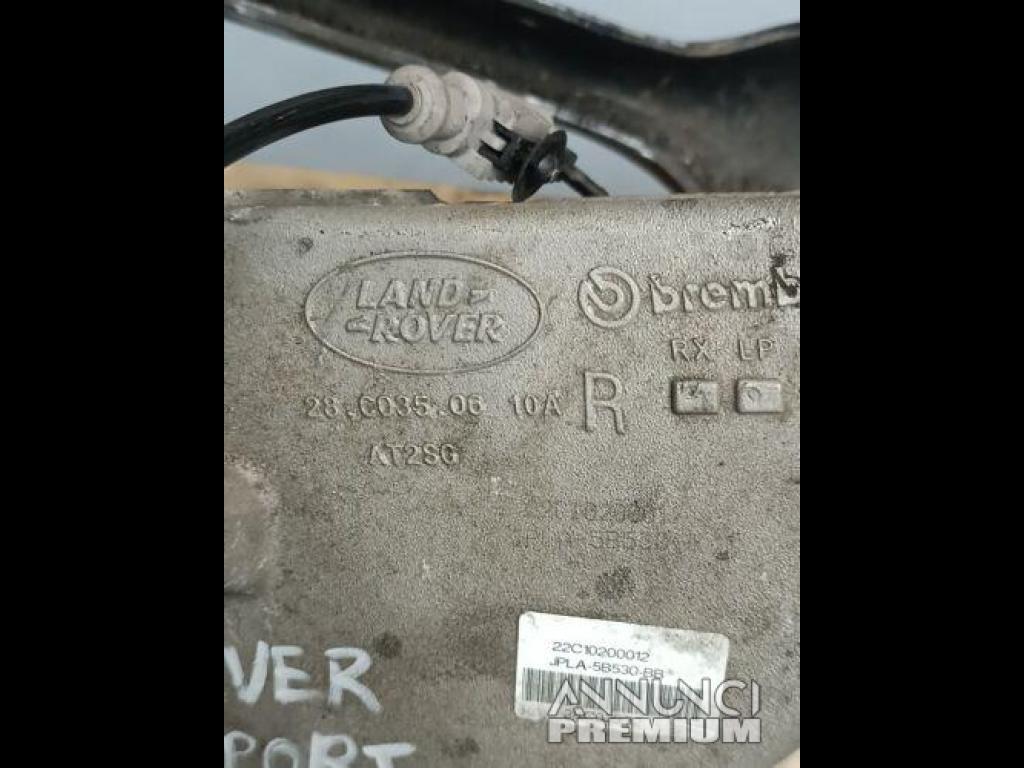 LAND-
-ROVER
bremb
RX LP
28.C035.06 10A R
AT2SG
22C10200012
JPLA-5B530-BB
VER
PORT
ANNUNCI
PREMIUM